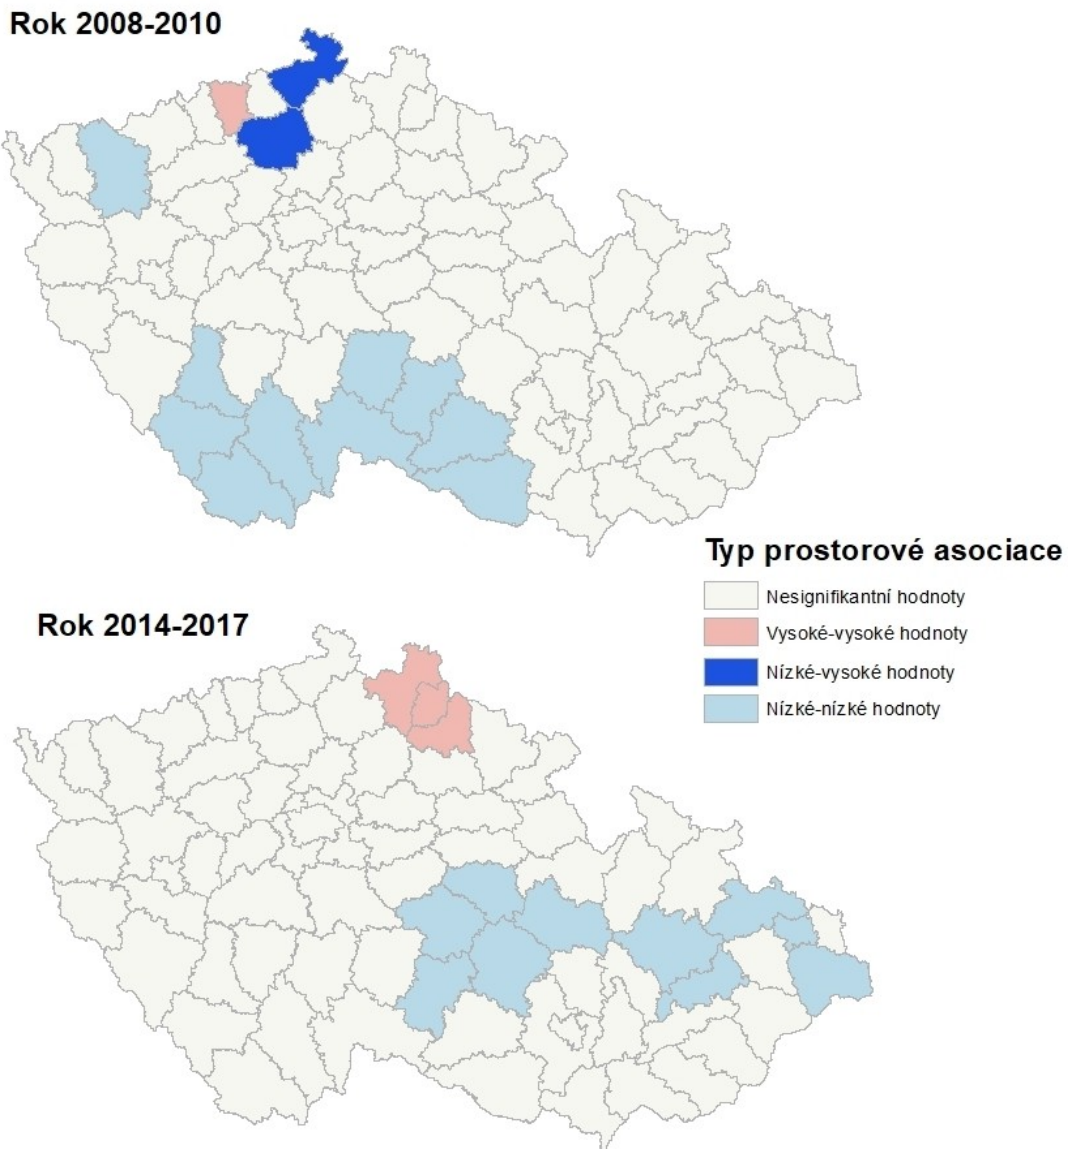 Rok 2008-2010
Typ prostorové asociace
Nesignifikantní hodnoty
Vysoké-vysoké hodnoty
Nízké-vysoké hodnoty
Nízké-nízké hodnoty
Rok 2014-2017